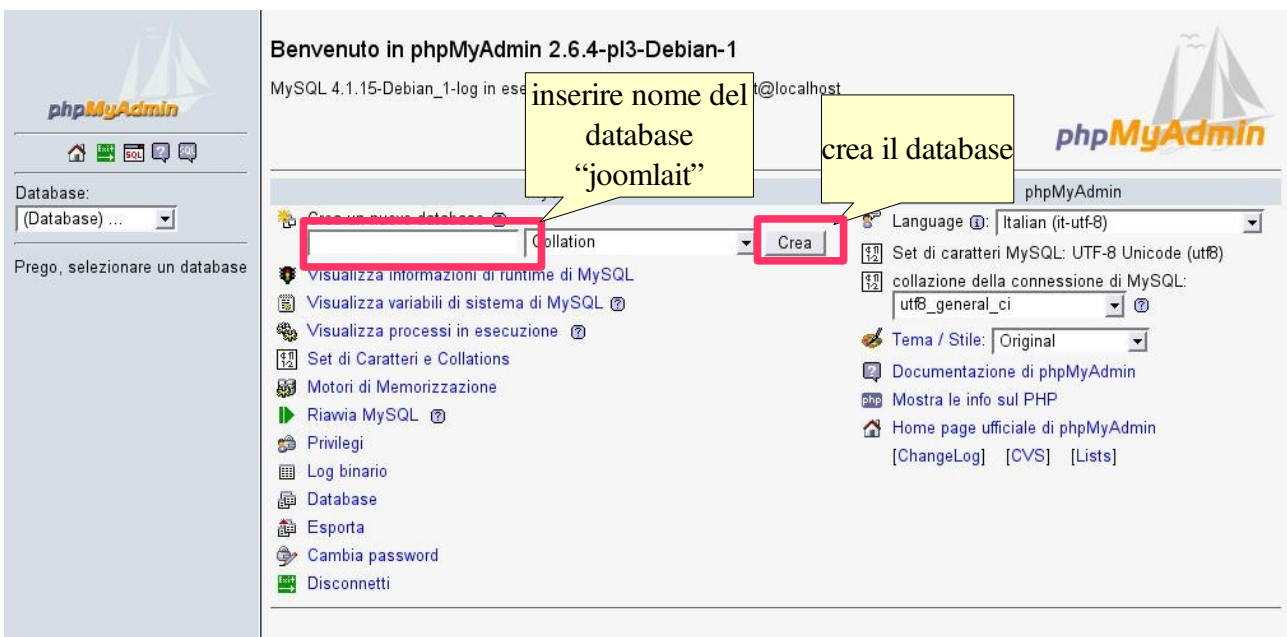 phpMyAdmin
Database:
(Database) ...
Prego, selezionare un database
Benvenuto in phpMyAdmin 2.6.4-pl3-Debian-1
MySQL 4.1.15-Debian_1-log in ese t@localhost
inserire nome del
database
“joomlait”
crea il database
phpMyAdmin
Crea un nuovo database
Collation
Crea
Visualizza informazioni di runtime di MySQL
Visualizza variabili di sistema di MySQL
Visualizza processi in esecuzione
Set di Caratteri e Collations
Motori di Memorizzazione
Riavvia MySQL
Privilegi
Log binario
Database
Esporta
Cambia password
Disconnetti
phpMyAdmin
Language: Italian (it-utf-8)
Set di caratteri MySQL: UTF-8 Unicode (utf8)
collazione della connessione di MySQL:
utf8_general_ci
Tema / Stile: Original
Documentazione di phpMyAdmin
Mostra le info sul PHP
Home page ufficiale di phpMyAdmin
[ChangeLog] [CVS] [Lists]